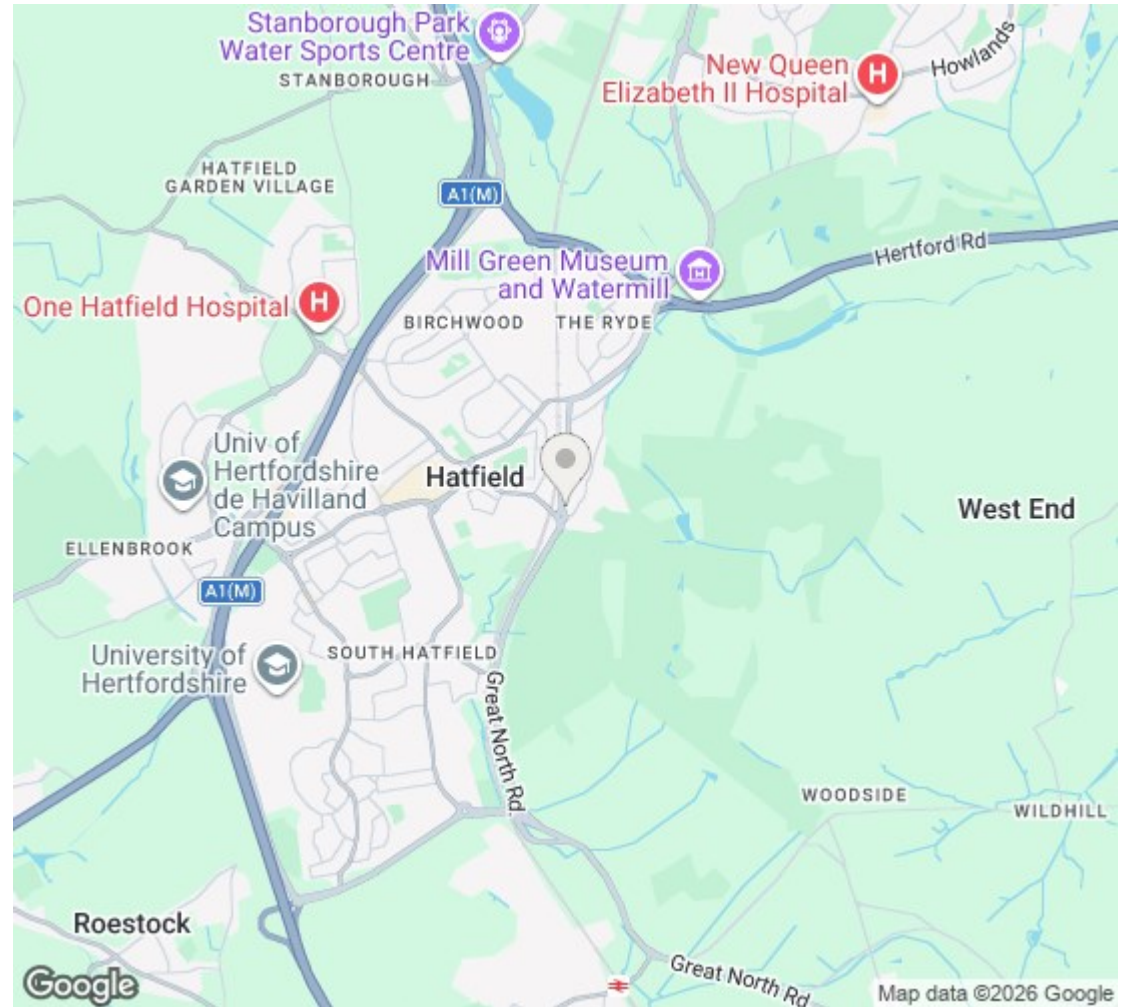 Stanborough Park
Water Sports Centre
STANBOROUGH
New Queen
Elizabeth II Hospital
Howlands
HATFIELD
GARDEN VILLAGE
A1(M)
Hertford Rd
Mill Green Museum
and Watermill
One Hatfield Hospital
BIRCHWOOD
THE RYDE
Univ of
Hertfordshire
de Havilland
Campus
Hatfield
West End
ELLENBROOK
A1(M)
University of
Hertfordshire
SOUTH HATFIELD
Great North Rd.
WOODSIDE
WILDHILL
Roestock
Great North Rd
Google
Map data ©2026 Google